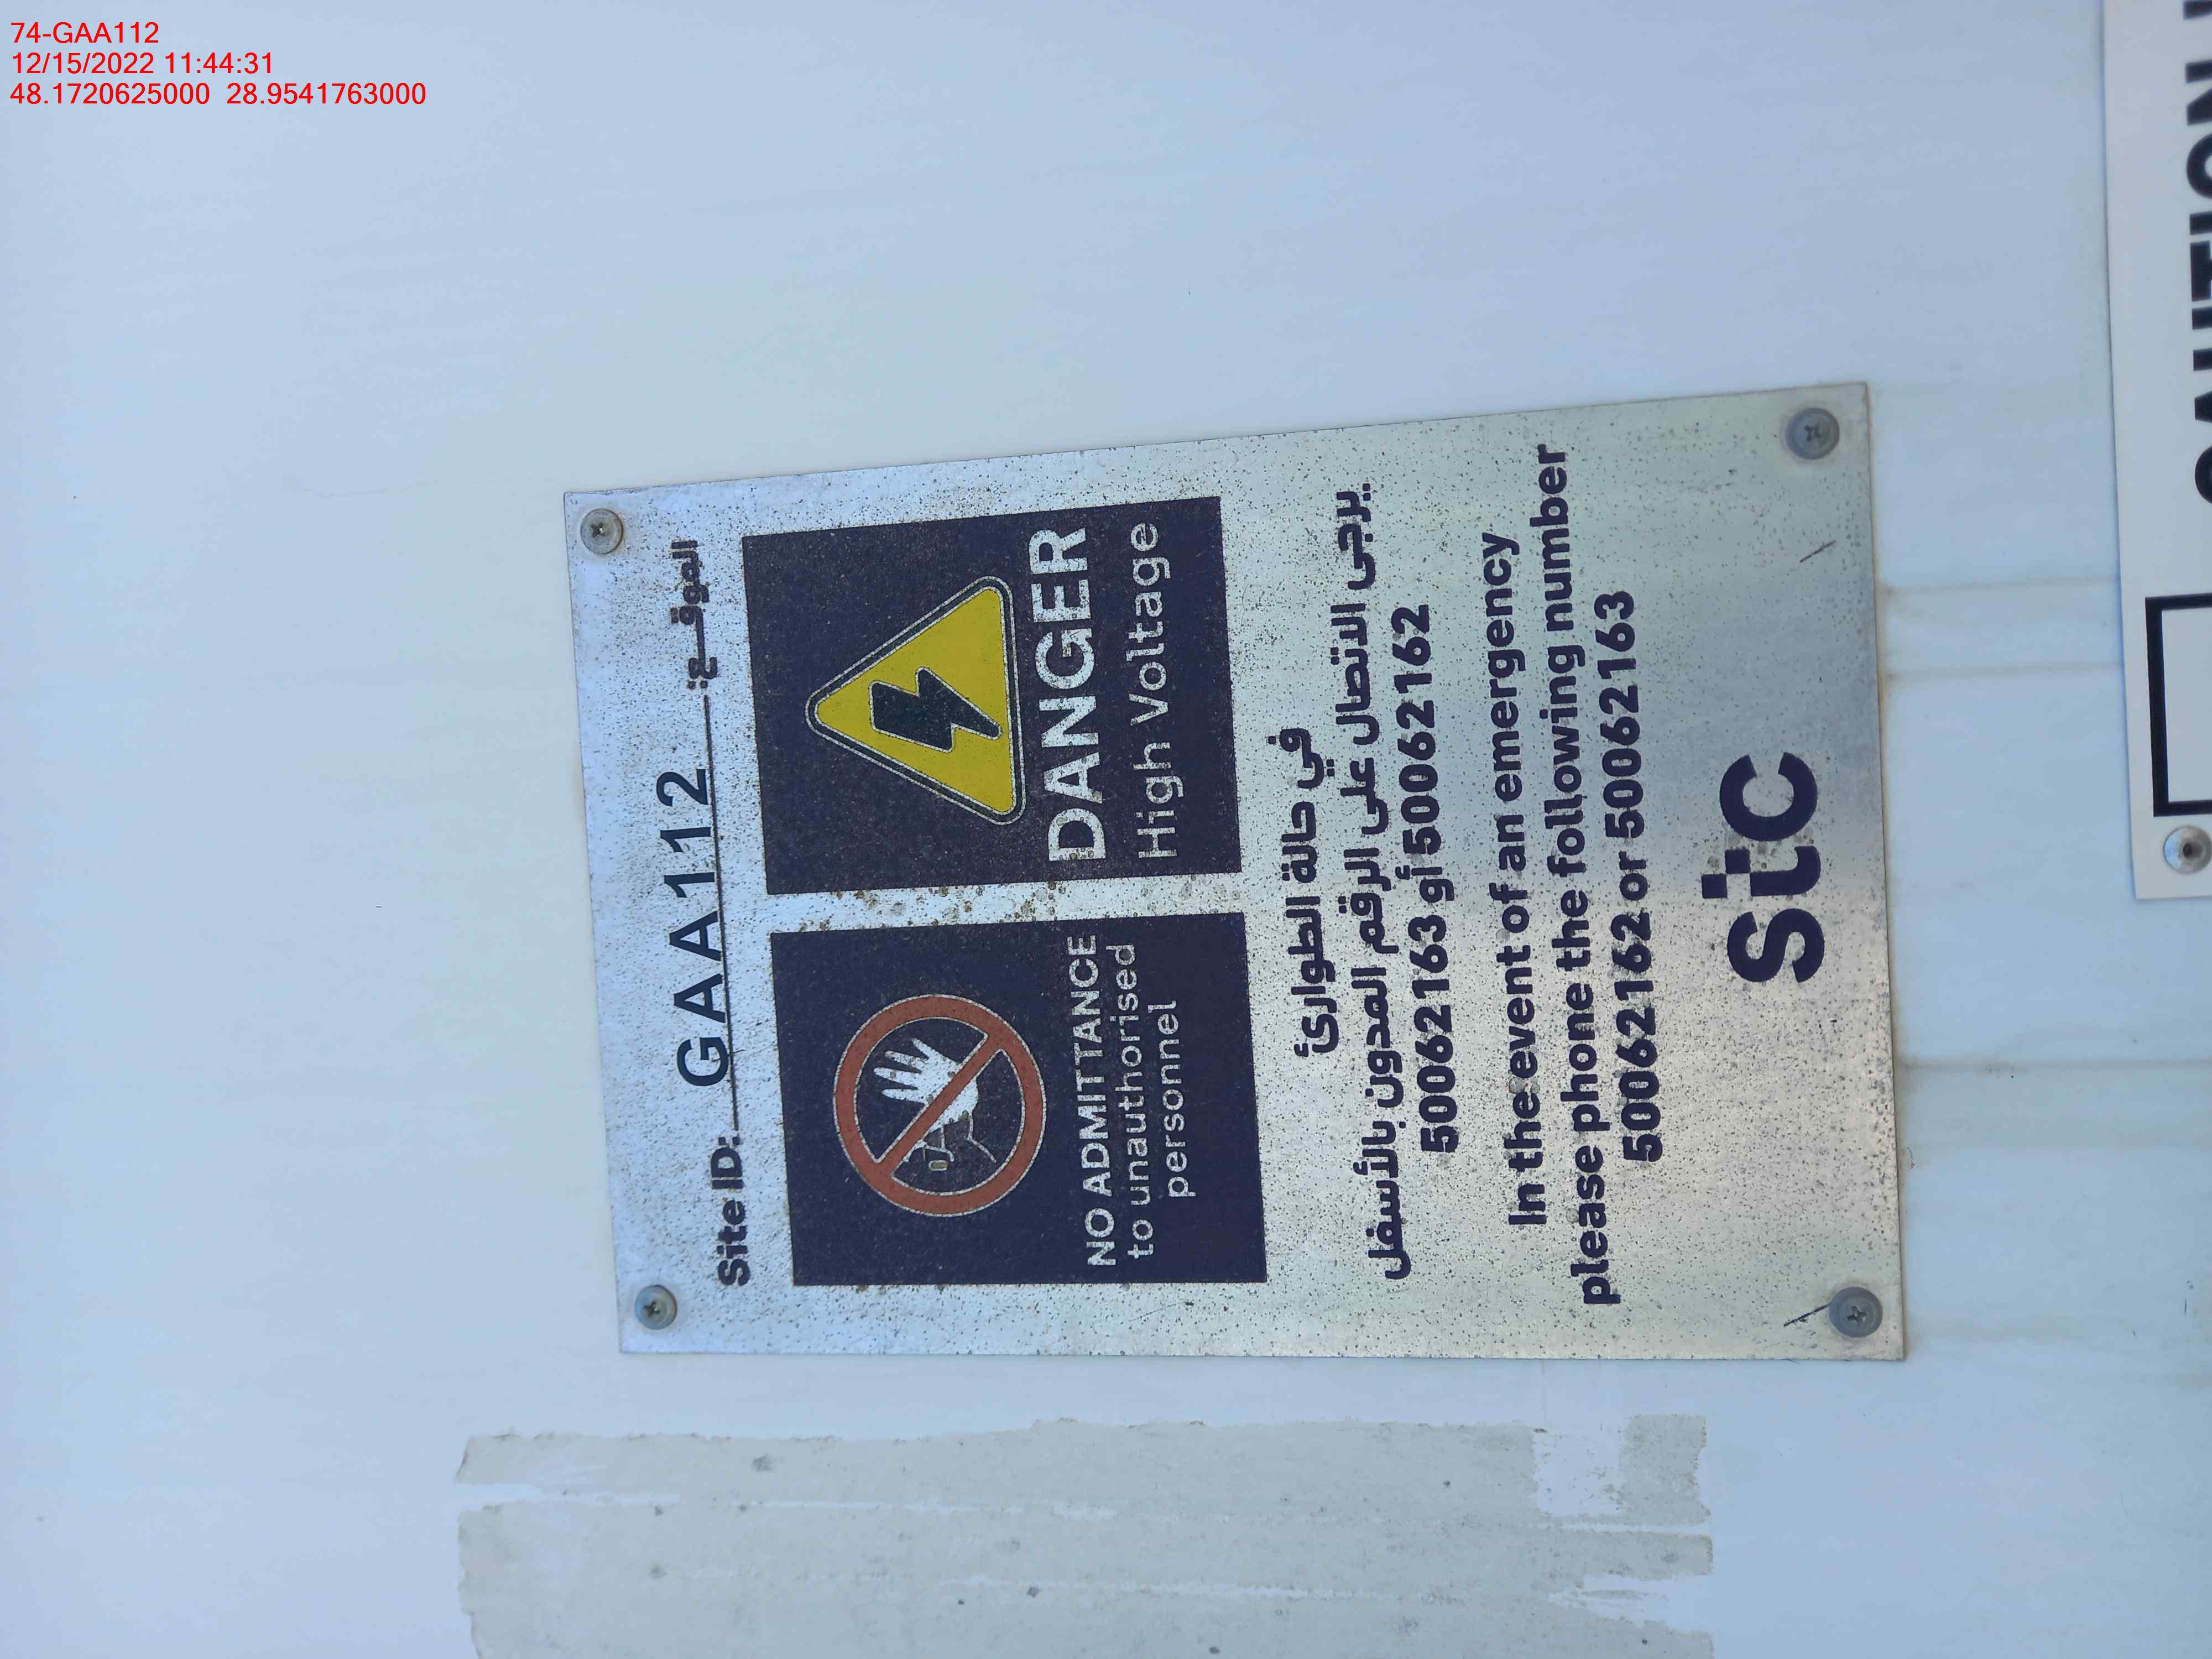 74-GAA112
12/15/2022 11:44:31
48.1720625000 28.9541763000
Site ID: GAA112 الموقـــع:
NO ADMITTANCE
to unauthorised
personnel
DANGER
High Voltage
في حالة الطوارئ
يرجى الاتصال على الرقم المدون بالأسفل
50062163 أو 50062162
In the event of an emergency
please phone the following number
50062162 or 50062163
stc
CAUTION